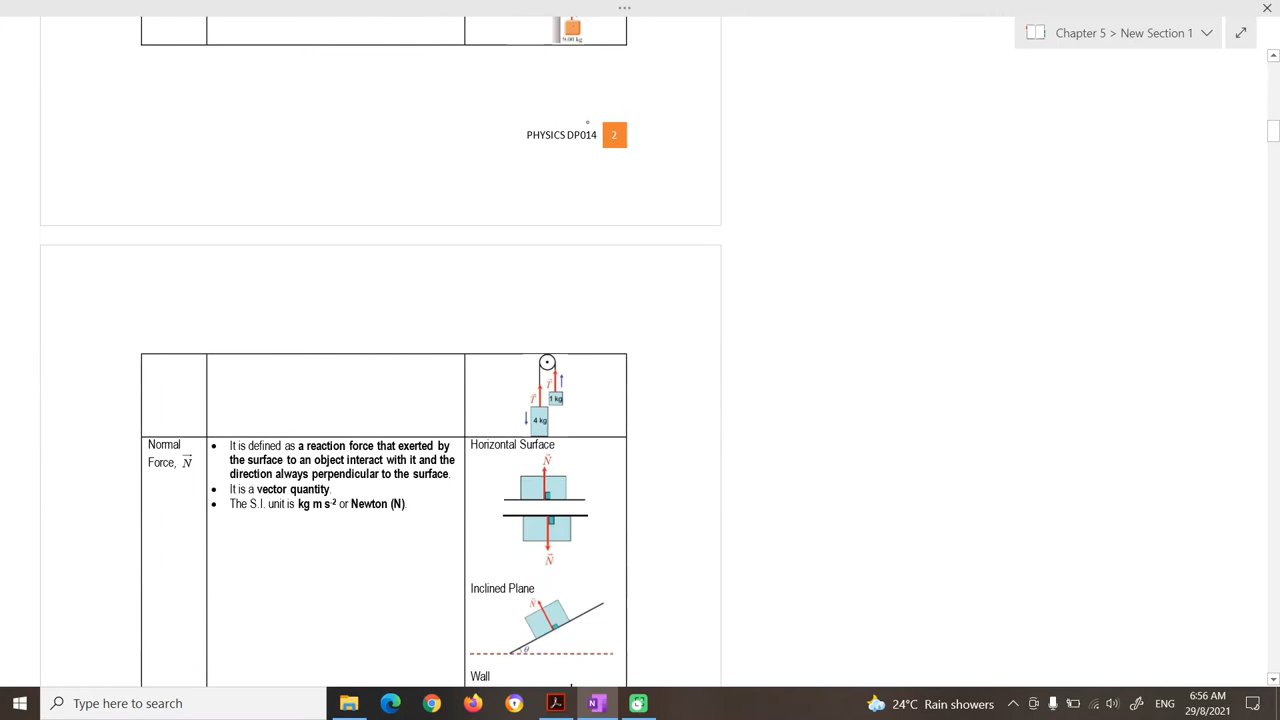 Chapter 5 > New Section 1
9.00 kg
PHYSICS DP014 2
T
T
1 kg
4 kg
Normal
Force, N
• It is defined as a reaction force that exerted by
the surface to an object interact with it and the
direction always perpendicular to the surface.
• It is a vector quantity.
• The S.I. unit is kg m s-2 or Newton (N).
Horizontal Surface
N
N
Inclined Plane
N
θ
Wall
Type here to search
24°C Rain showers
ENG
6:56 AM
29/8/2021